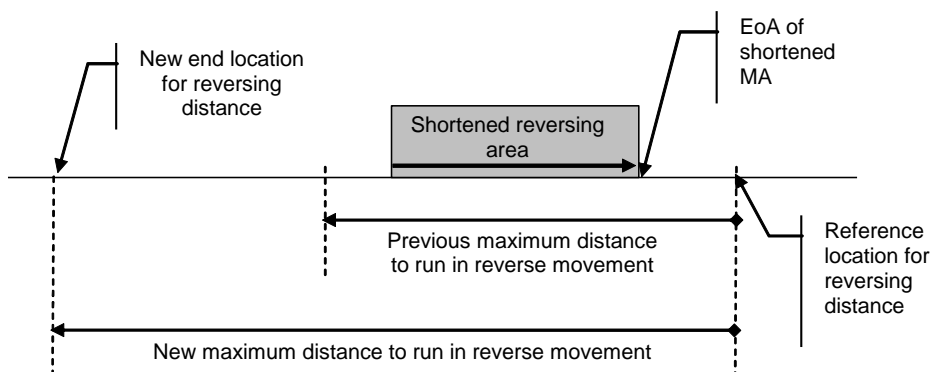 New end location
for reversing
distance
EoA of
shortened
MA
Shortened reversing
area
Previous maximum distance
to run in reverse movement
Reference
location for
reversing
distance
New maximum distance to run in reverse movement